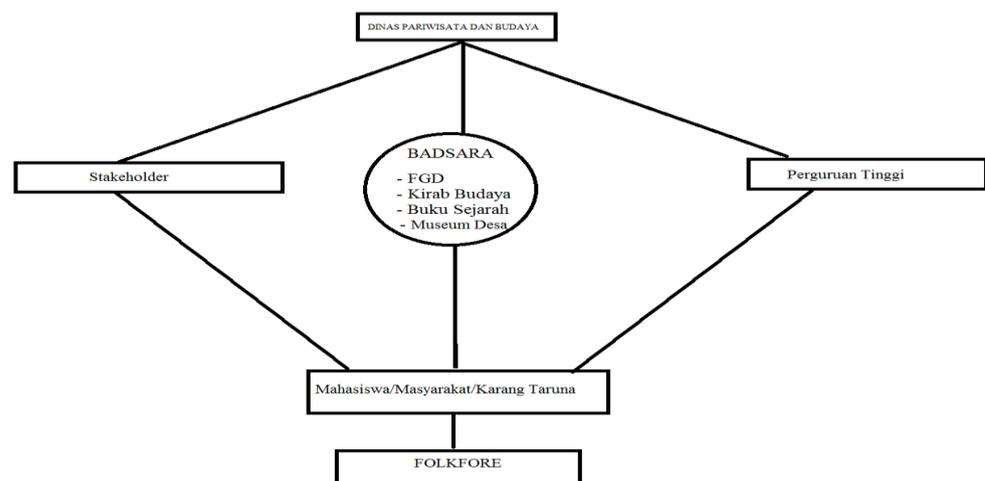 DINAS PARIWISATA DAN BUDAYA
Stakeholder
BADSARA
- FGD
- Kirab Budaya
- Buku Sejarah
- Museum Desa
Perguruan Tinggi
Mahasiswa/Masyarakat/Karang Taruna
FOLKFORE